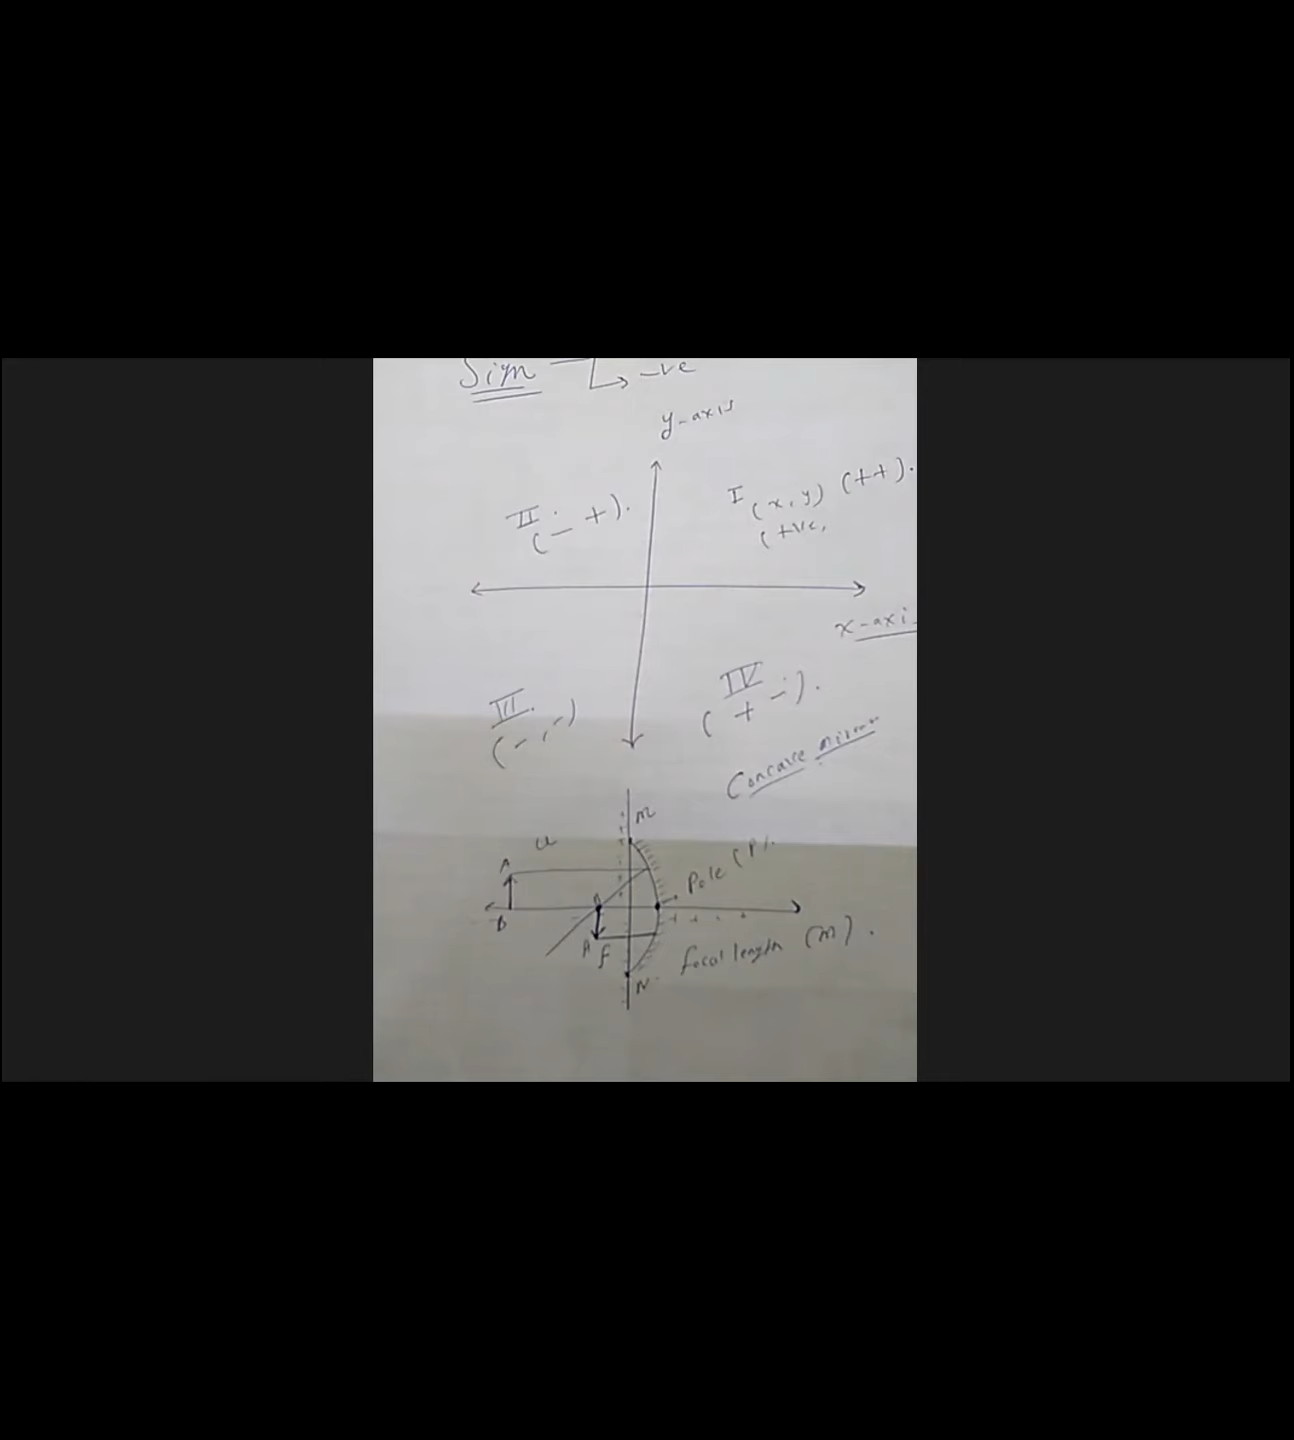 Sign → -ve
y-axis
II (- +).
I (x, y) (++).
(+ve,
x-axi
III (-, -)
IV (+ -).
Concave mirror
M
u
A
Pole (P).
B
A
f
focal length (m).
N.